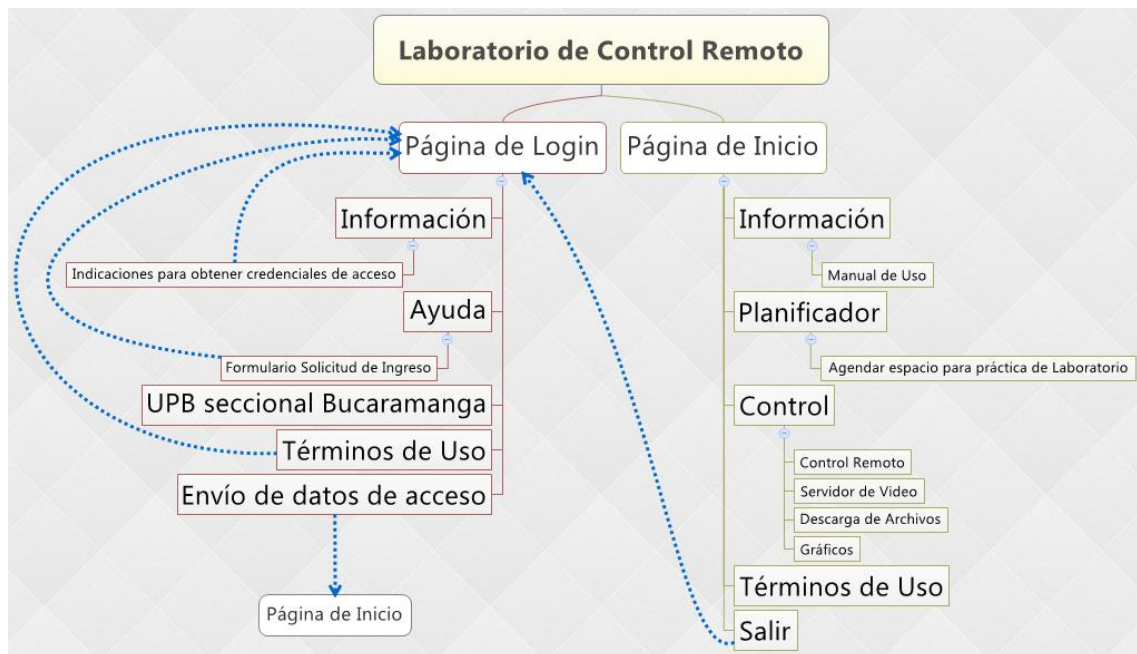 Laboratorio de Control Remoto
Página de Login
Información
Indicaciones para obtener credenciales de acceso
Ayuda
Formulario Solicitud de Ingreso
UPB seccional Bucaramanga
Términos de Uso
Envío de datos de acceso
Página de Inicio
Página de Inicio
Información
Manual de Uso
Planificador
Agendar espacio para práctica de Laboratorio
Control
Control Remoto
Servidor de Video
Descarga de Archivos
Gráficos
Términos de Uso
Salir